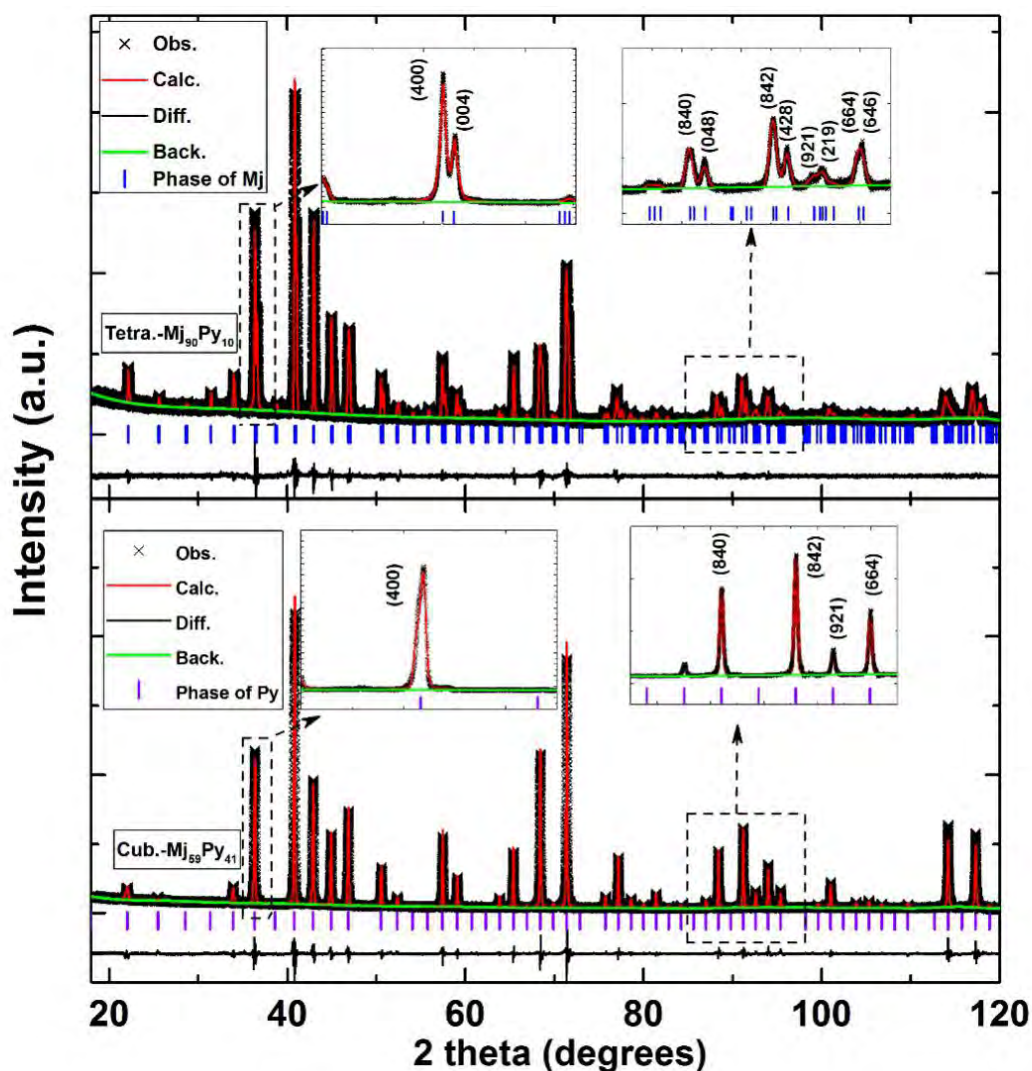 Intensity (a.u.)
Obs.
Calc.
Diff.
Back.
Phase of Mj
(400)
(004)
(840)
(048)
(842)
(428)
(921)
(219)
(664)
(646)
Tetra.-Mj₉₀Py₁₀
Obs.
Calc.
Diff.
Back.
Phase of Py
(400)
(840)
(842)
(921)
(664)
Cub.-Mj₅₉Py₄₁
20 40 60 80 100 120
2 theta (degrees)